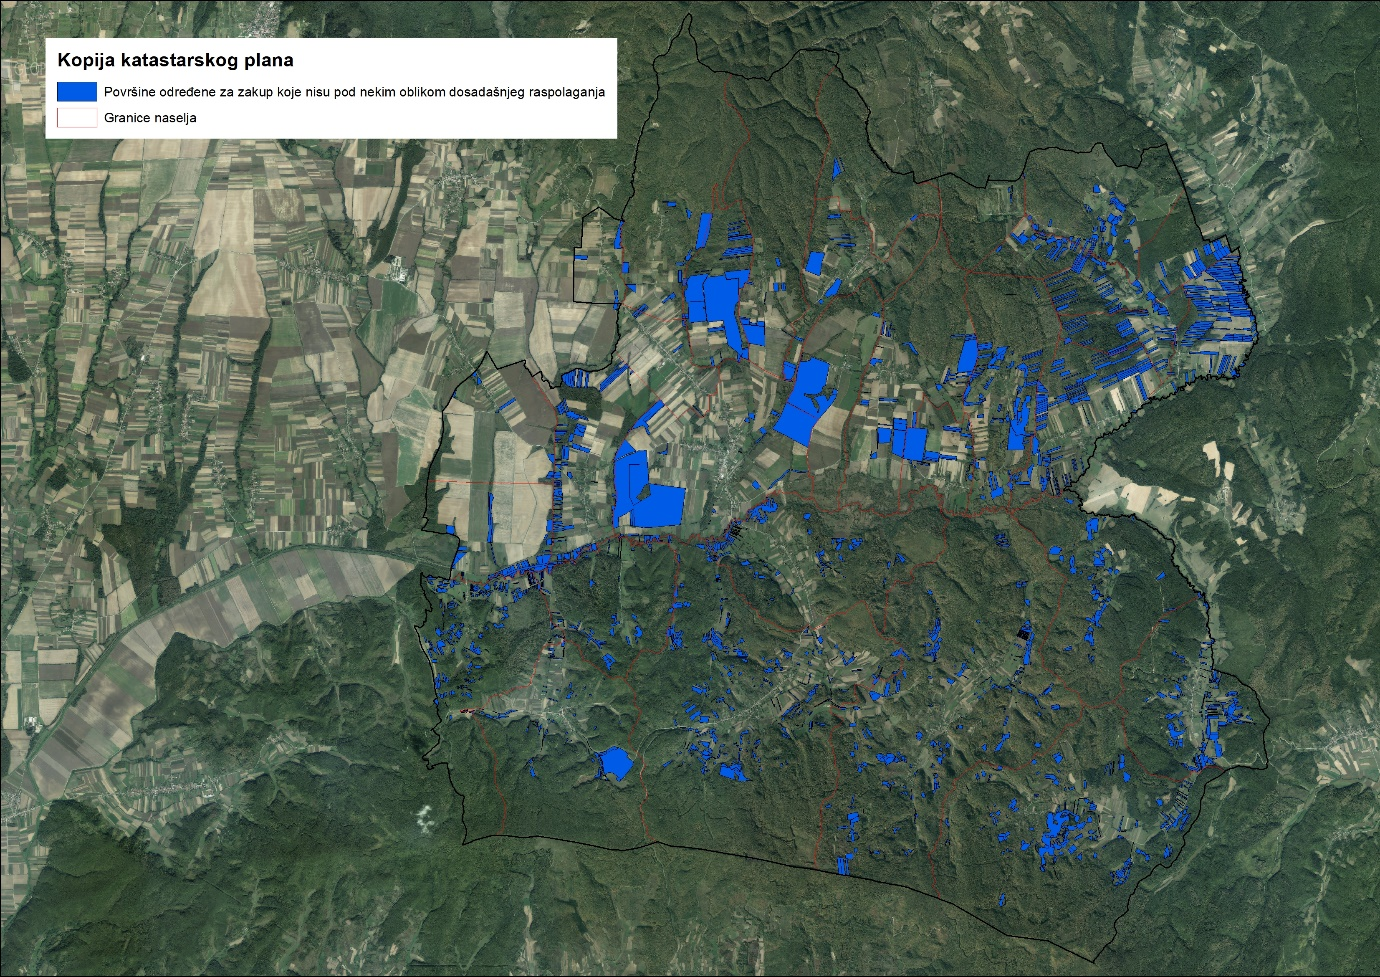 Kopija katastarskog plana
Površine određene za zakup koje nisu pod nekim oblikom dosadašnjeg raspolaganja
Granice naselja